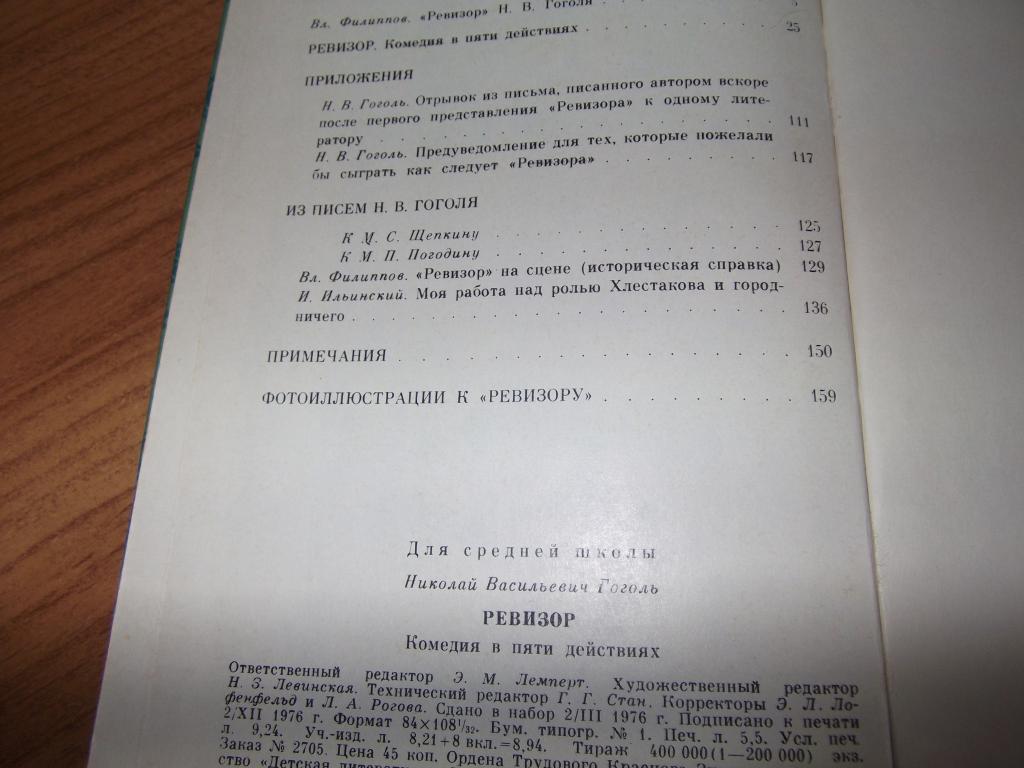 Вл. Филиппов. «Ревизор» Н. В. Гоголя . . . . . . . 5
РЕВИЗОР. Комедия в пяти действиях . . . . . . . . 25
ПРИЛОЖЕНИЯ
Н. В. Гоголь. Отрывок из письма, писанного автором вскоре
после первого представления «Ревизора» к одному лите-
ратору . . . . . . . . . . . . . . . . 111
Н. В. Гоголь. Предуведомление для тех, которые пожелали
бы сыграть как следует «Ревизора» . . . . . . . . 117
ИЗ ПИСЕМ Н. В. ГОГОЛЯ
К М. С. Щепкину . . . . . . . . . . . . . 125
К М. П. Погодину . . . . . . . . . . . . . 127
Вл. Филиппов. «Ревизор» на сцене (историческая справка) 129
И. Ильинский. Моя работа над ролью Хлестакова и город-
ничего . . . . . . . . . . . . . . . . . 136
ПРИМЕЧАНИЯ . . . . . . . . . . . . . . . 150
ФОТОИЛЛЮСТРАЦИИ К «РЕВИЗОРУ» . . . . . . . . . 159
Для средней школы
Николай Васильевич Гоголь
РЕВИЗОР
Комедия в пяти действиях
Ответственный редактор Э. М. Лемперт. Художественный редактор
Н. З. Левинская. Технический редактор Г. Г. Стан. Корректоры Э. Л. Ло-
фенфельд и Л. А. Рогова. Сдано в набор 2/III 1976 г. Подписано к печати
2/XII 1976 г. Формат 84×108¹/₃₂. Бум. типогр. № 1. Печ. л. 5,5. Усл. печ.
л. 9,24. Уч.-изд. л. 8,21+8 вкл.=8,94. Тираж 400 000 (1—200 000) экз.
Заказ № 2705. Цена 45 коп. Ордена Трудового Красного
ство «Детская